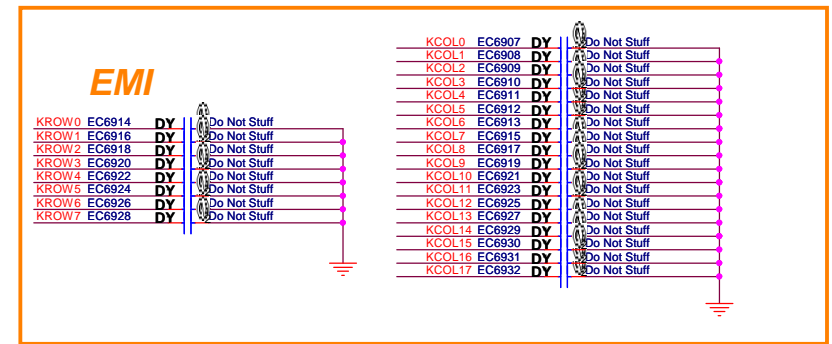 EMI
KROW0 EC6914 DY Do Not Stuff
KROW1 EC6916 DY Do Not Stuff
KROW2 EC6918 DY Do Not Stuff
KROW3 EC6920 DY Do Not Stuff
KROW4 EC6922 DY Do Not Stuff
KROW5 EC6924 DY Do Not Stuff
KROW6 EC6926 DY Do Not Stuff
KROW7 EC6928 DY Do Not Stuff
KCOL0 EC6907 DY Do Not Stuff
KCOL1 EC6908 DY Do Not Stuff
KCOL2 EC6909 DY Do Not Stuff
KCOL3 EC6910 DY Do Not Stuff
KCOL4 EC6911 DY Do Not Stuff
KCOL5 EC6912 DY Do Not Stuff
KCOL6 EC6913 DY Do Not Stuff
KCOL7 EC6915 DY Do Not Stuff
KCOL8 EC6917 DY Do Not Stuff
KCOL9 EC6919 DY Do Not Stuff
KCOL10 EC6921 DY Do Not Stuff
KCOL11 EC6923 DY Do Not Stuff
KCOL12 EC6925 DY Do Not Stuff
KCOL13 EC6927 DY Do Not Stuff
KCOL14 EC6929 DY Do Not Stuff
KCOL15 EC6930 DY Do Not Stuff
KCOL16 EC6931 DY Do Not Stuff
KCOL17 EC6932 DY Do Not Stuff